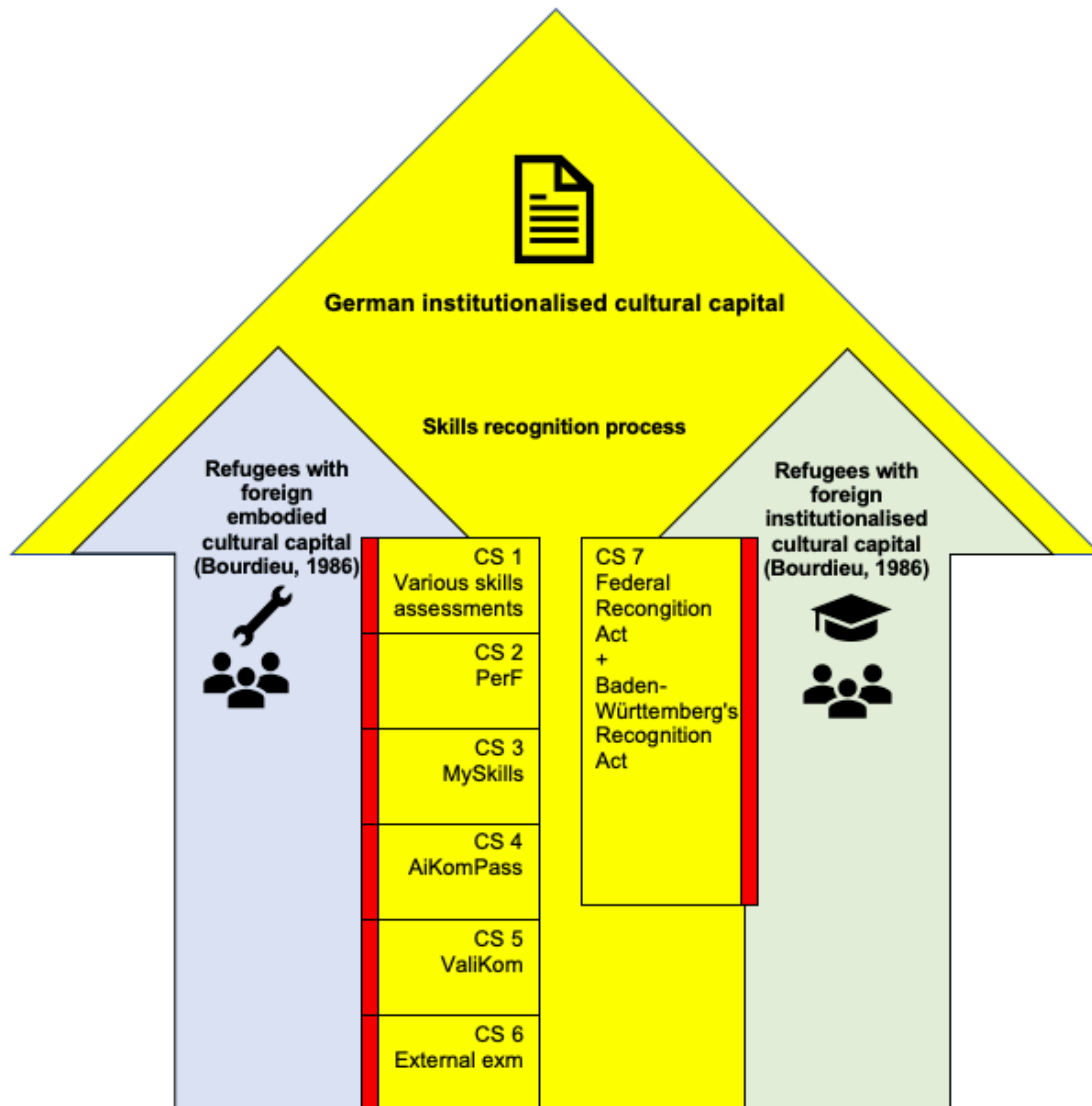 German institutionalised cultural capital
Skills recognition process
Refugees with
foreign
embodied
cultural capital
(Bourdieu, 1986)
CS 1
Various skills
assessments
CS 2
PerF
CS 3
MySkills
CS 4
AiKomPass
CS 5
ValiKom
CS 6
External exm
CS 7
Federal
Recongition
Act
+
Baden-
Württemberg's
Recognition
Act
Refugees with
foreign
institutionalised
cultural capital
(Bourdieu, 1986)